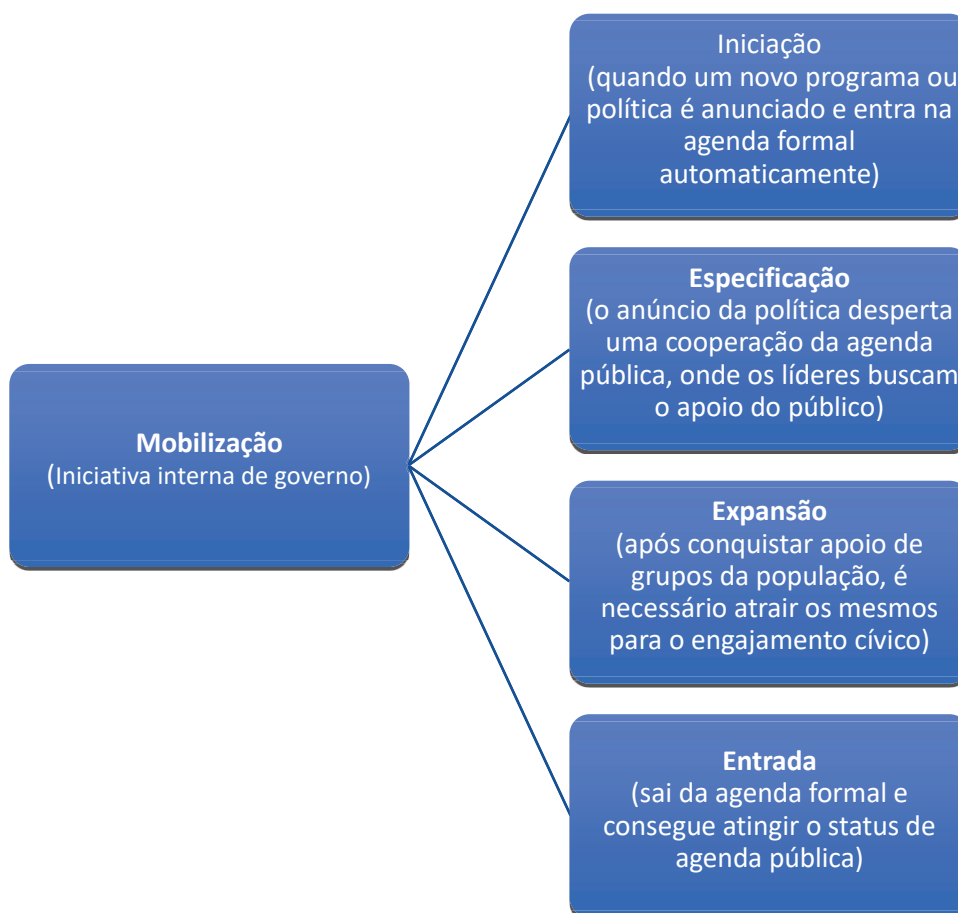 Mobilização
(Iniciativa interna de governo)
Iniciação
(quando um novo programa ou
política é anunciado e entra na
agenda formal
automaticamente)
Especificação
(o anúncio da política desperta
uma cooperação da agenda
pública, onde os líderes buscam
o apoio do público)
Expansão
(após conquistar apoio de
grupos da população, é
necessário atrair os mesmos
para o engajamento cívico)
Entrada
(sai da agenda formal e
consegue atingir o status de
agenda pública)